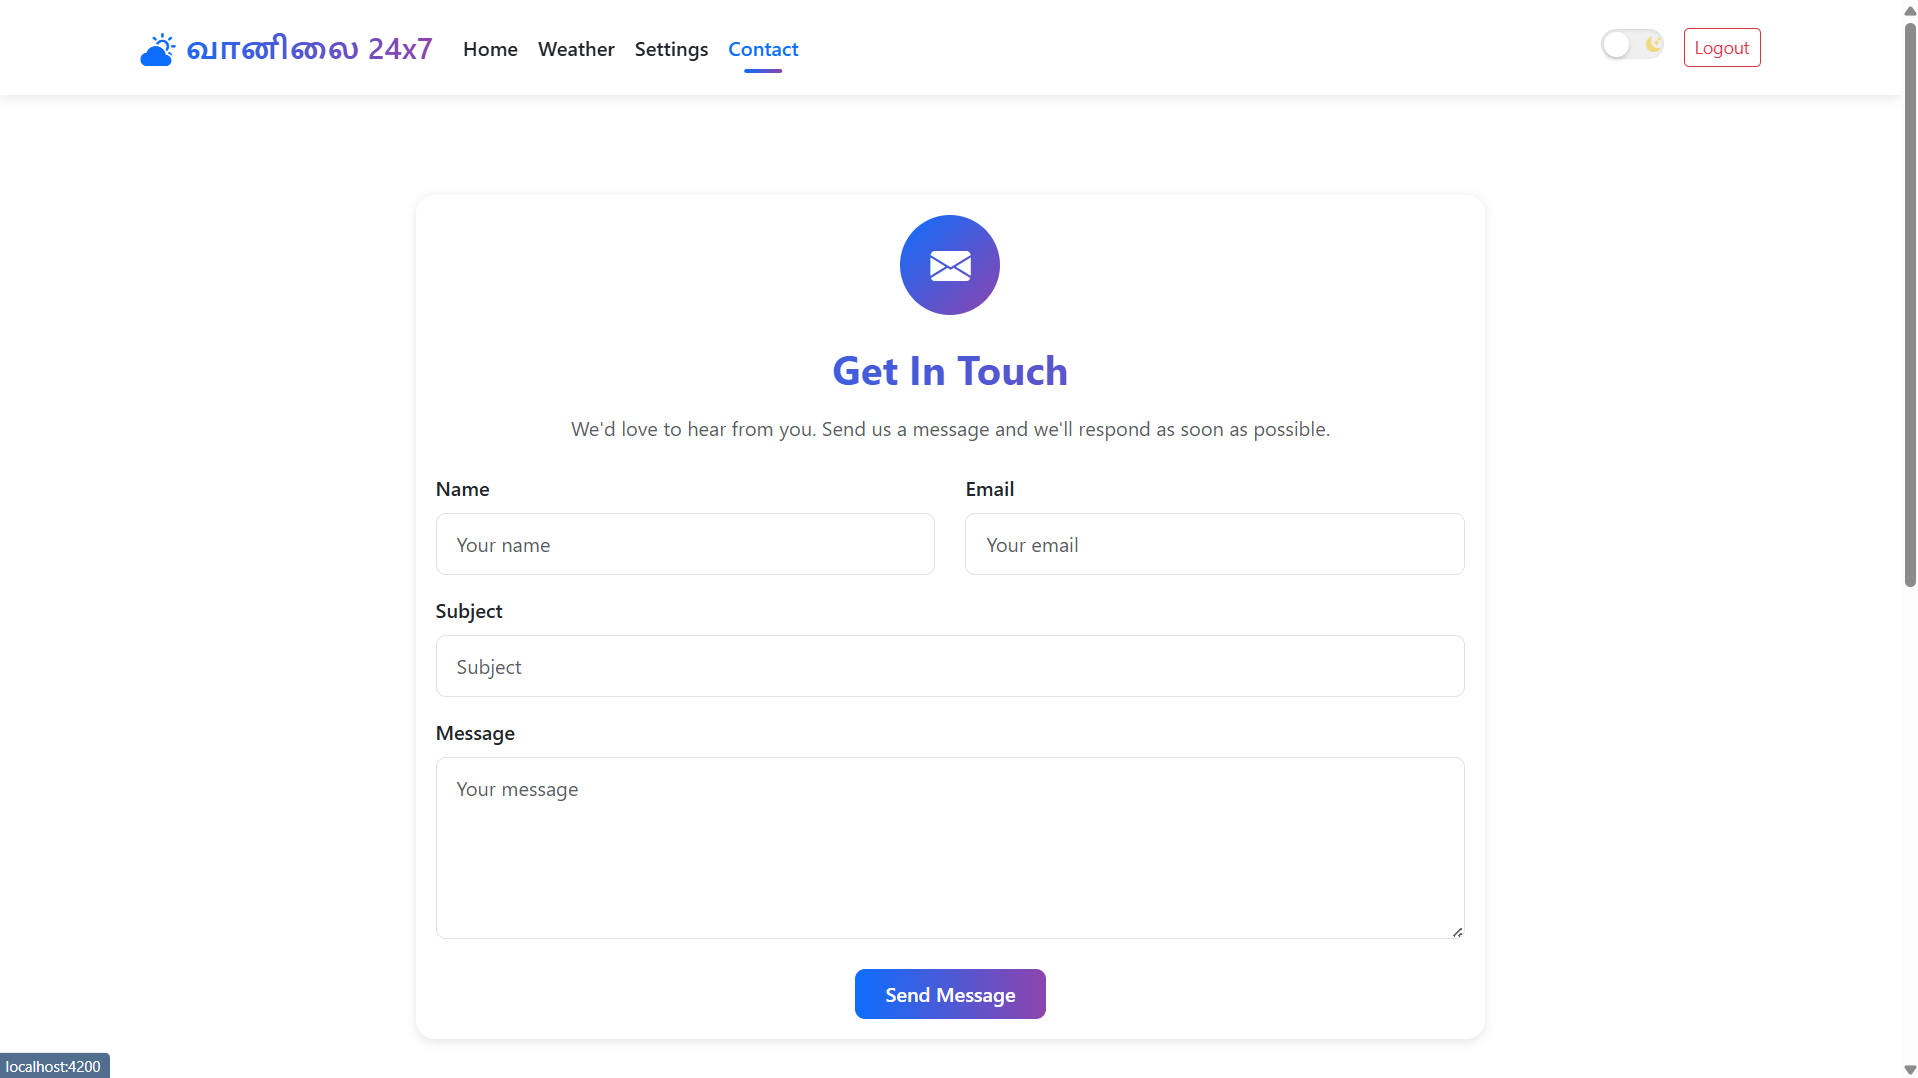 வானிலை 24x7 Home Weather Settings Contact Logout
Get In Touch
We'd love to hear from you. Send us a message and we'll respond as soon as possible.
Name Email
Your name Your email
Subject
Subject
Message
Your message
Send Message
localhost:4200